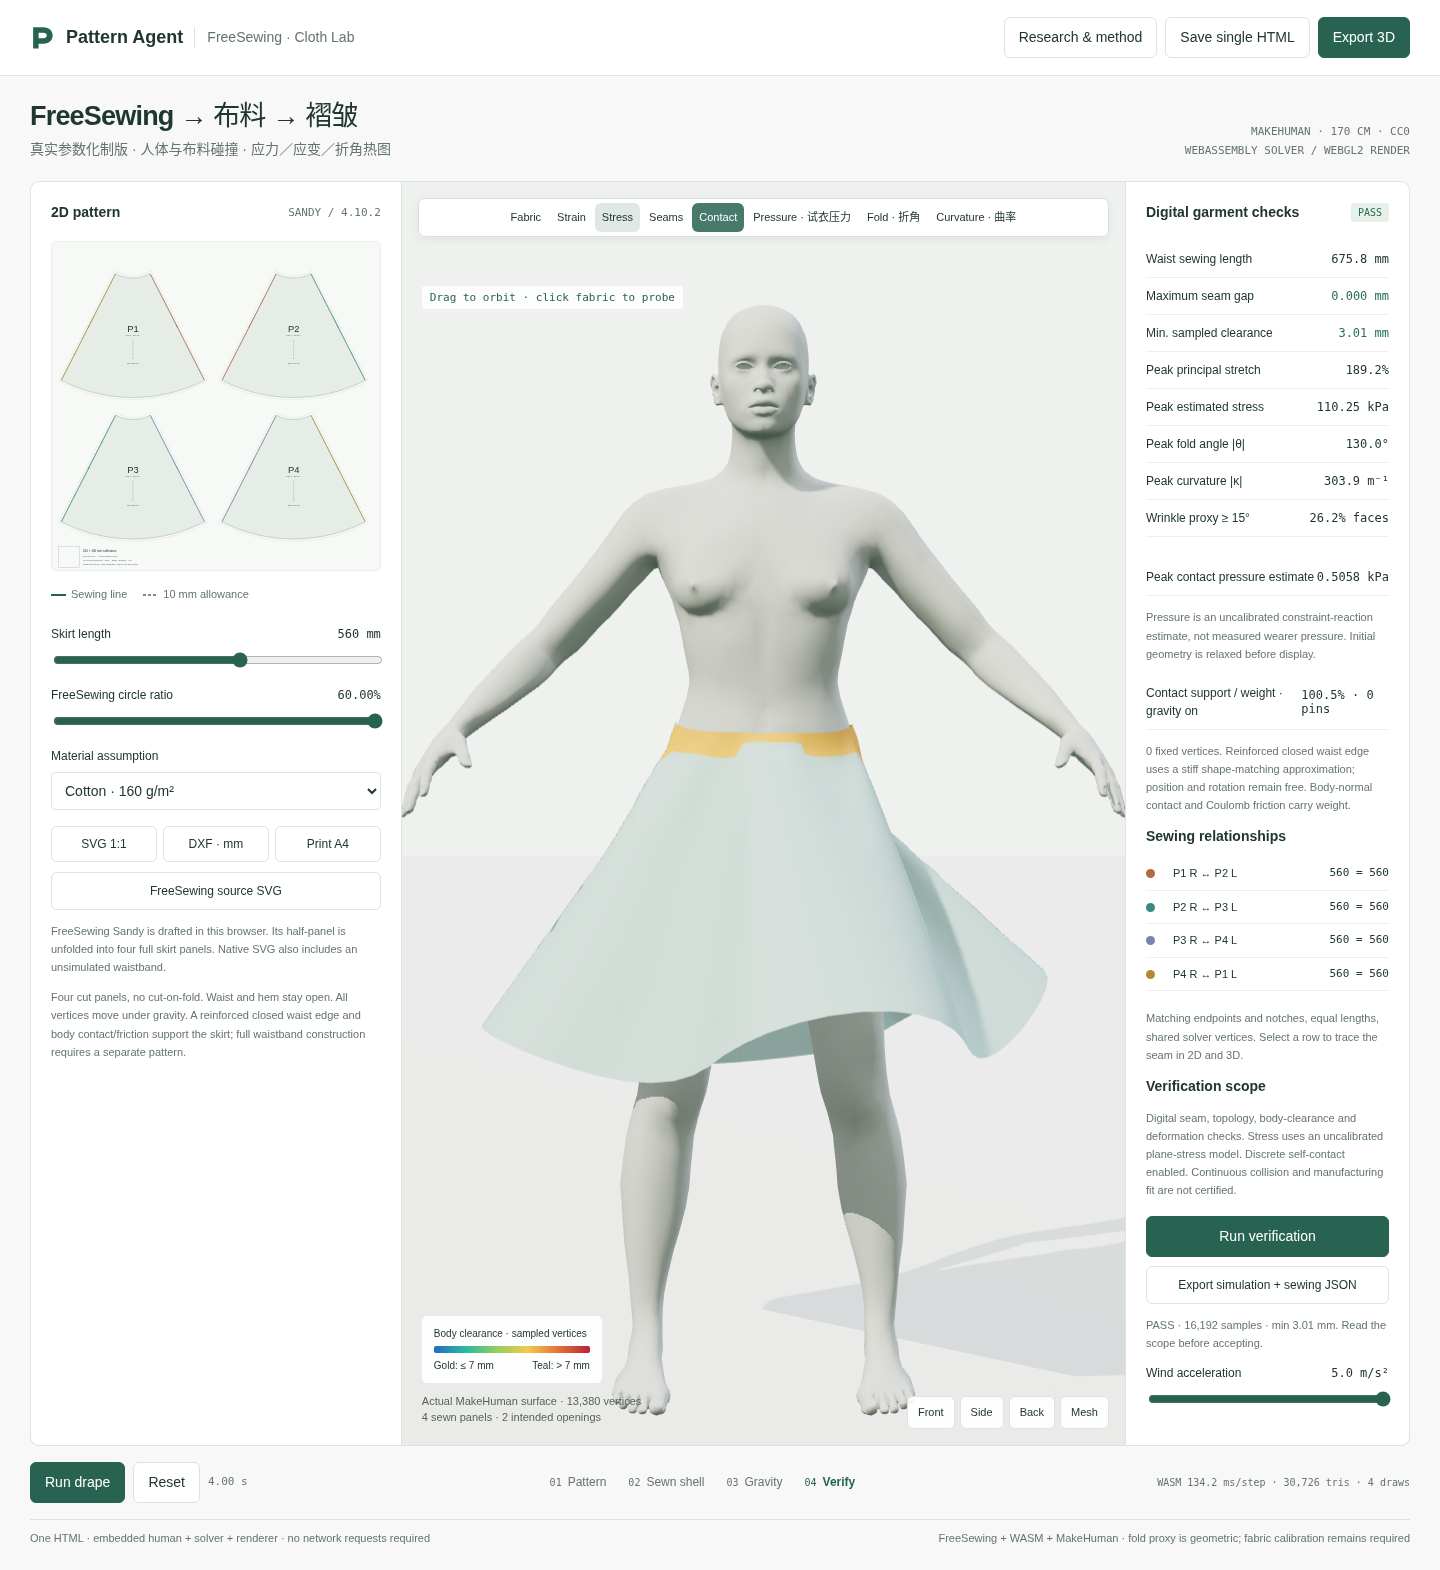 Pattern Agent
FreeSewing · Cloth Lab
Research & method
Save single HTML
Export 3D
FreeSewing → 布料 → 褶皱
真实参数化制版 · 人体与布料碰撞 · 应力／应变／折角热图
MAKEHUMAN · 170 CM · CC0
WEBASSEMBLY SOLVER / WEBGL2 RENDER
2D pattern
SANDY / 4.10.2
P1
P2
P3
P4
Sewing line
10 mm allowance
Skirt length
560 mm
FreeSewing circle ratio
60.00%
Material assumption
Cotton · 160 g/m²
SVG 1:1
DXF · mm
Print A4
FreeSewing source SVG
FreeSewing Sandy is drafted in this browser. Its half-panel is
unfolded into four full skirt panels. Native SVG also includes an
unsimulated waistband.
Four cut panels, no cut-on-fold. Waist and hem stay open. All
vertices move under gravity. A reinforced closed waist edge and
body contact/friction support the skirt; full waistband construction
requires a separate pattern.
Fabric
Strain
Stress
Seams
Contact
Pressure · 试衣压力
Fold · 折角
Curvature · 曲率
Drag to orbit · click fabric to probe
Body clearance · sampled vertices
Gold: ≤ 7 mm
Teal: > 7 mm
Actual MakeHuman surface · 13,380 vertices
4 sewn panels · 2 intended openings
Front
Side
Back
Mesh
Digital garment checks
PASS
Waist sewing length
675.8 mm
Maximum seam gap
0.000 mm
Min. sampled clearance
3.01 mm
Peak principal stretch
189.2%
Peak estimated stress
110.25 kPa
Peak fold angle |θ|
130.0°
Peak curvature |κ|
303.9 m⁻¹
Wrinkle proxy ≥ 15°
26.2% faces
Peak contact pressure estimate
0.5058 kPa
Pressure is an uncalibrated constraint-reaction
estimate, not measured wearer pressure. Initial
geometry is relaxed before display.
Contact support / weight ·
gravity on
100.5% · 0
pins
0 fixed vertices. Reinforced closed waist edge
uses a stiff shape-matching approximation;
position and rotation remain free. Body-normal
contact and Coulomb friction carry weight.
Sewing relationships
P1 R ↔ P2 L
560 = 560
P2 R ↔ P3 L
560 = 560
P3 R ↔ P4 L
560 = 560
P4 R ↔ P1 L
560 = 560
Matching endpoints and notches, equal lengths,
shared solver vertices. Select a row to trace the
seam in 2D and 3D.
Verification scope
Digital seam, topology, body-clearance and
deformation checks. Stress uses an uncalibrated
plane-stress model. Discrete self-contact
enabled. Continuous collision and manufacturing
fit are not certified.
Run verification
Export simulation + sewing JSON
PASS · 16,192 samples · min 3.01 mm. Read the
scope before accepting.
Wind acceleration
5.0 m/s²
Run drape
Reset
4.00 s
01 Pattern
02 Sewn shell
03 Gravity
04 Verify
WASM 134.2 ms/step · 30,726 tris · 4 draws
One HTML · embedded human + solver + renderer · no network requests required
FreeSewing + WASM + MakeHuman · fold proxy is geometric; fabric calibration remains required